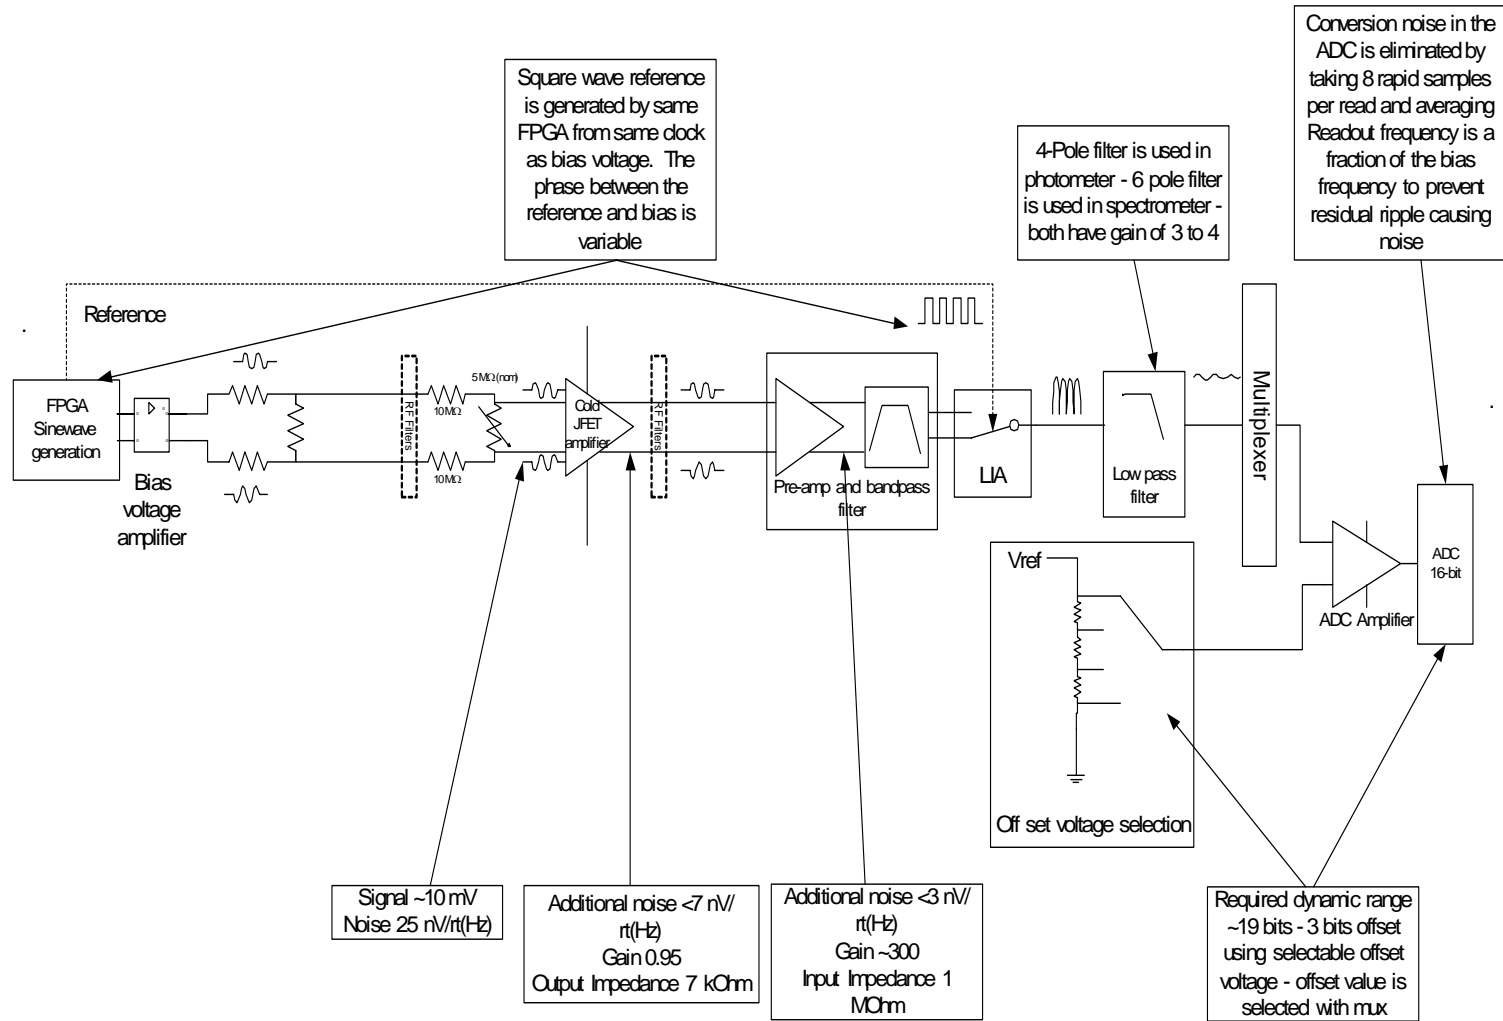 Conversion noise in the
ADC is eliminated by
taking 8 rapid samples
per read and averaging
Readout frequency is a
fraction of the bias
frequency to prevent
residual ripple causing
noise
Square wave reference
is generated by same
FPGA from same clock
as bias voltage. The
phase between the
reference and bias is
variable
4-Pole filter is used in
photometer - 6 pole filter
is used in spectrometer -
both have gain of 3 to 4
Reference
FPGA
Sinewave
generation
Bias
voltage
amplifier
RF Filters
10MΩ
10MΩ
5 MΩ (nom)
Cold
JFET
amplifier
RF Filters
Pre-amp and bandpass
filter
LIA
Low pass
filter
Multiplexer
Vref
Off set voltage selection
ADC Amplifier
ADC
16-bit
Signal ~10 mV
Noise 25 nV/rt(Hz)
Additional noise <7 nV/
rt(Hz)
Gain 0.95
Output Impedance 7 kOhm
Additional noise <3 nV/
rt(Hz)
Gain ~300
Input Impedance 1
MOhm
Required dynamic range
~19 bits - 3 bits offset
using selectable offset
voltage - offset value is
selected with mux